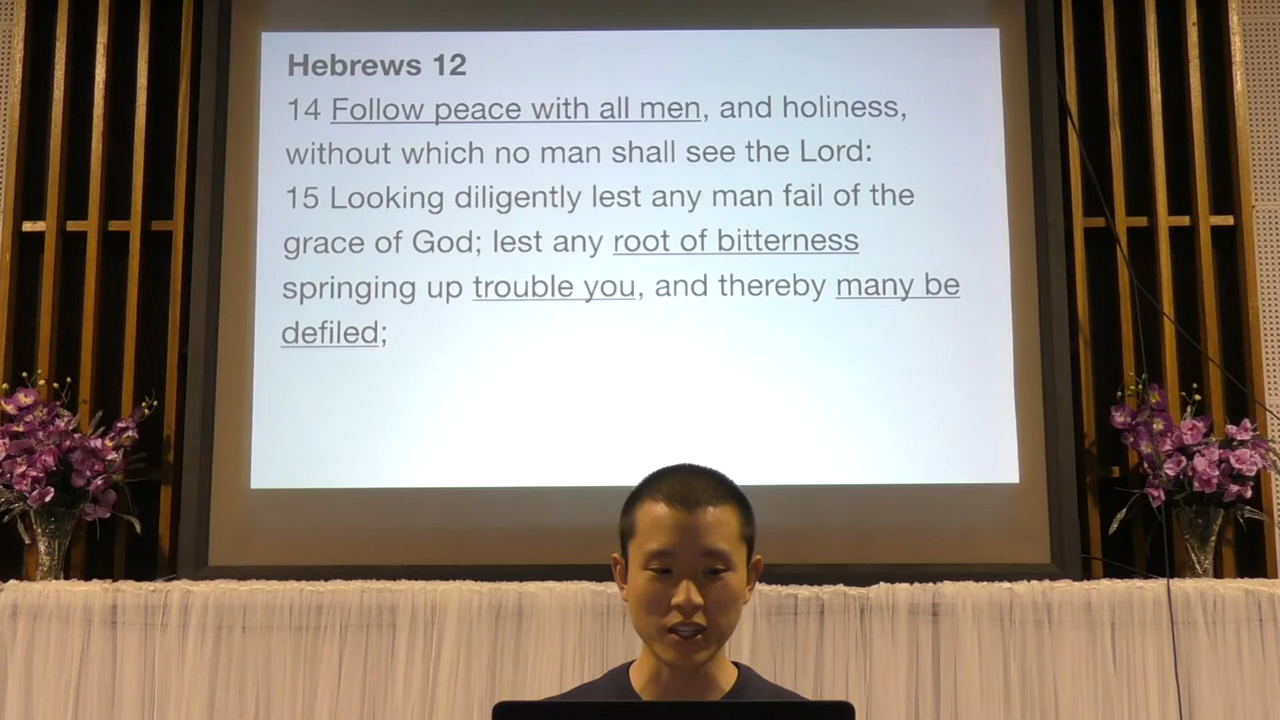 Hebrews 12
14 Follow peace with all men, and holiness,
without which no man shall see the Lord:
15 Looking diligently lest any man fail of the
grace of God; lest any root of bitterness
springing up trouble you, and thereby many be
defiled;